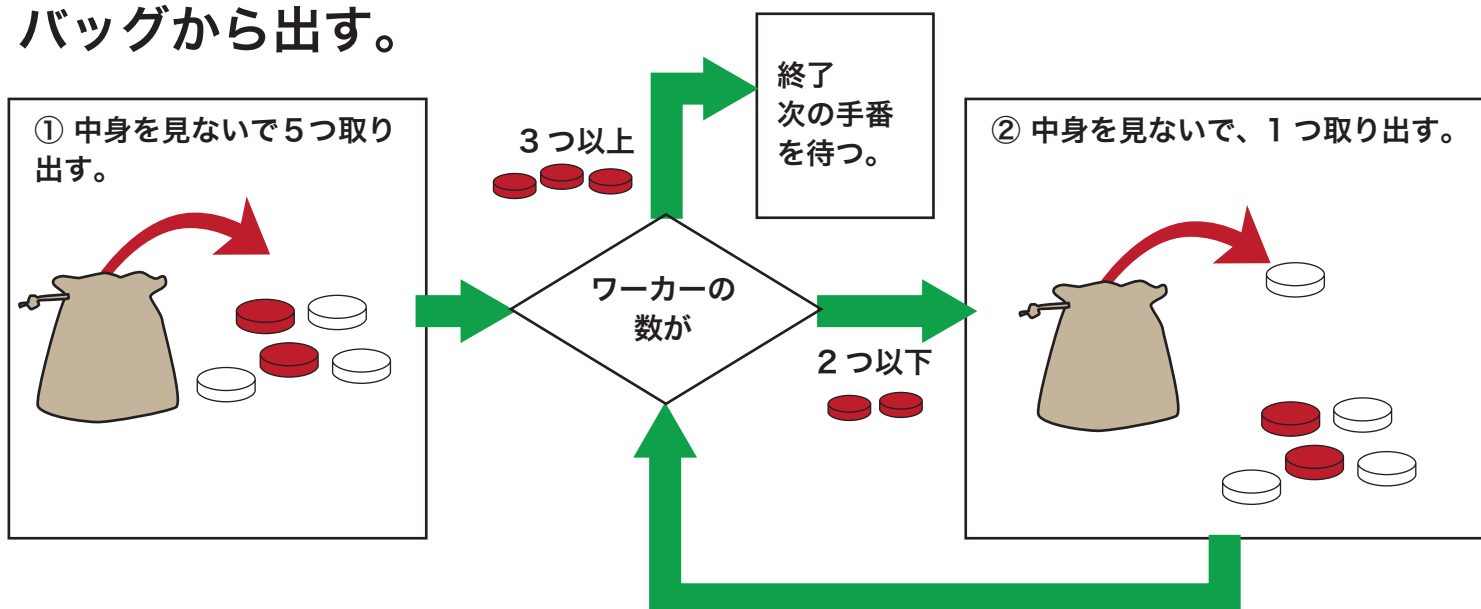 バッグから出す。
① 中身を見ないで５つ取り
出す。
３つ以上
終了
次の手番
を待つ。
ワーカーの
数が
２つ以下
② 中身を見ないで、1 つ取り出す。